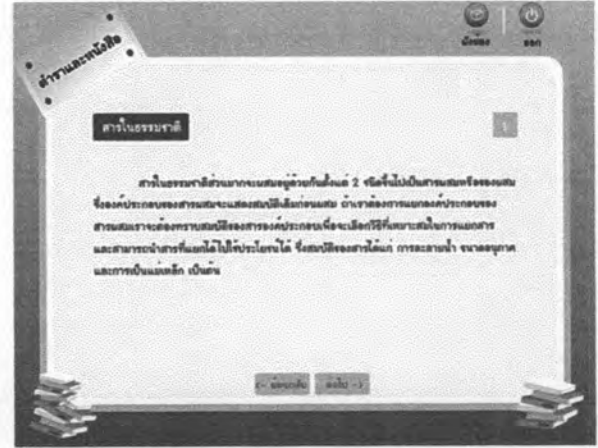 ผังห้อง
ออก
ตำราและหนังสือ
สารในธรรมชาติ
1
สารในธรรมชาติส่วนมากจะผสมอยู่ด้วยกันตั้งแต่ 2 ชนิดขึ้นไปเป็นสารผสมหรือของผสม
ซึ่งองค์ประกอบของสารผสมจะแสดงสมบัติเดิมก่อนผสม ถ้าเราต้องการแยกองค์ประกอบของ
สารผสมเราจะต้องทราบสมบัติของสารองค์ประกอบเพื่อจะเลือกวิธีที่เหมาะสมในการแยกสาร
และสามารถนำสารที่แยกได้ไปใช้ประโยชน์ได้ ซึ่งสมบัติของสารได้แก่ การละลายน้ำ ขนาดอนุภาค
และการเป็นแม่เหล็ก เป็นต้น
<- ย้อนกลับ
ต่อไป ->